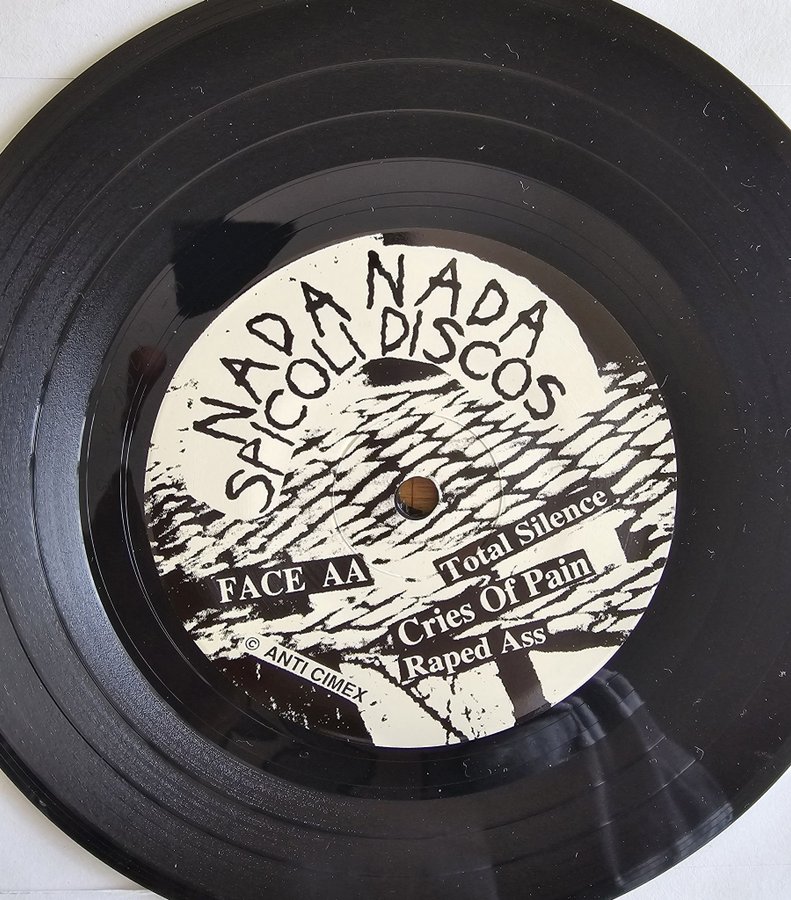 NADA NADA
SPICOLI DISCOS
FACE AA
Total Silence
Cries Of Pain
Raped Ass
© ANTI CIMEX